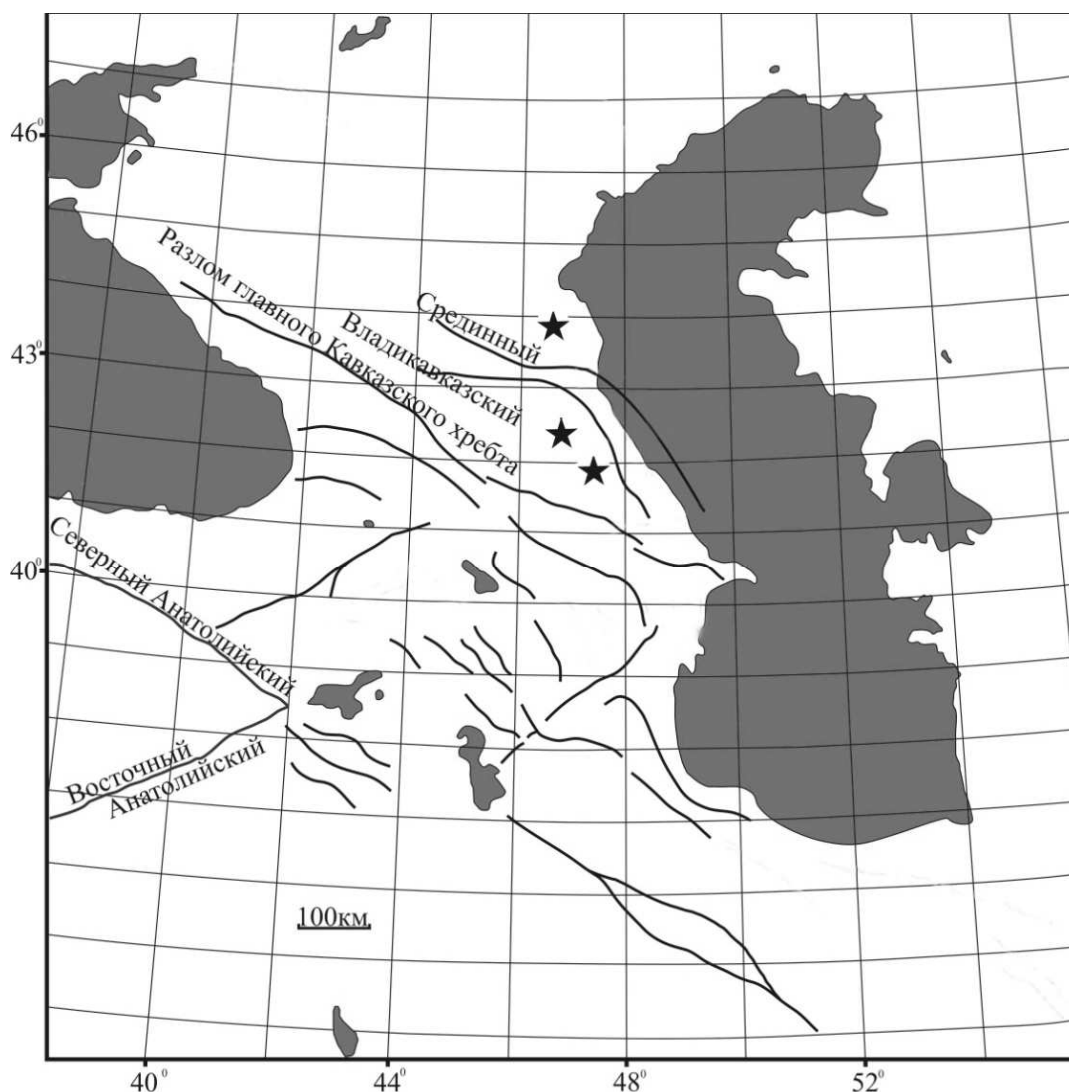 46°
43°
40°
Разлом главного Кавказского хребта
Владикавказский
Срединный
Северный Анатолийский
Восточный
Анатолийский
100км
40°
44°
48°
52°